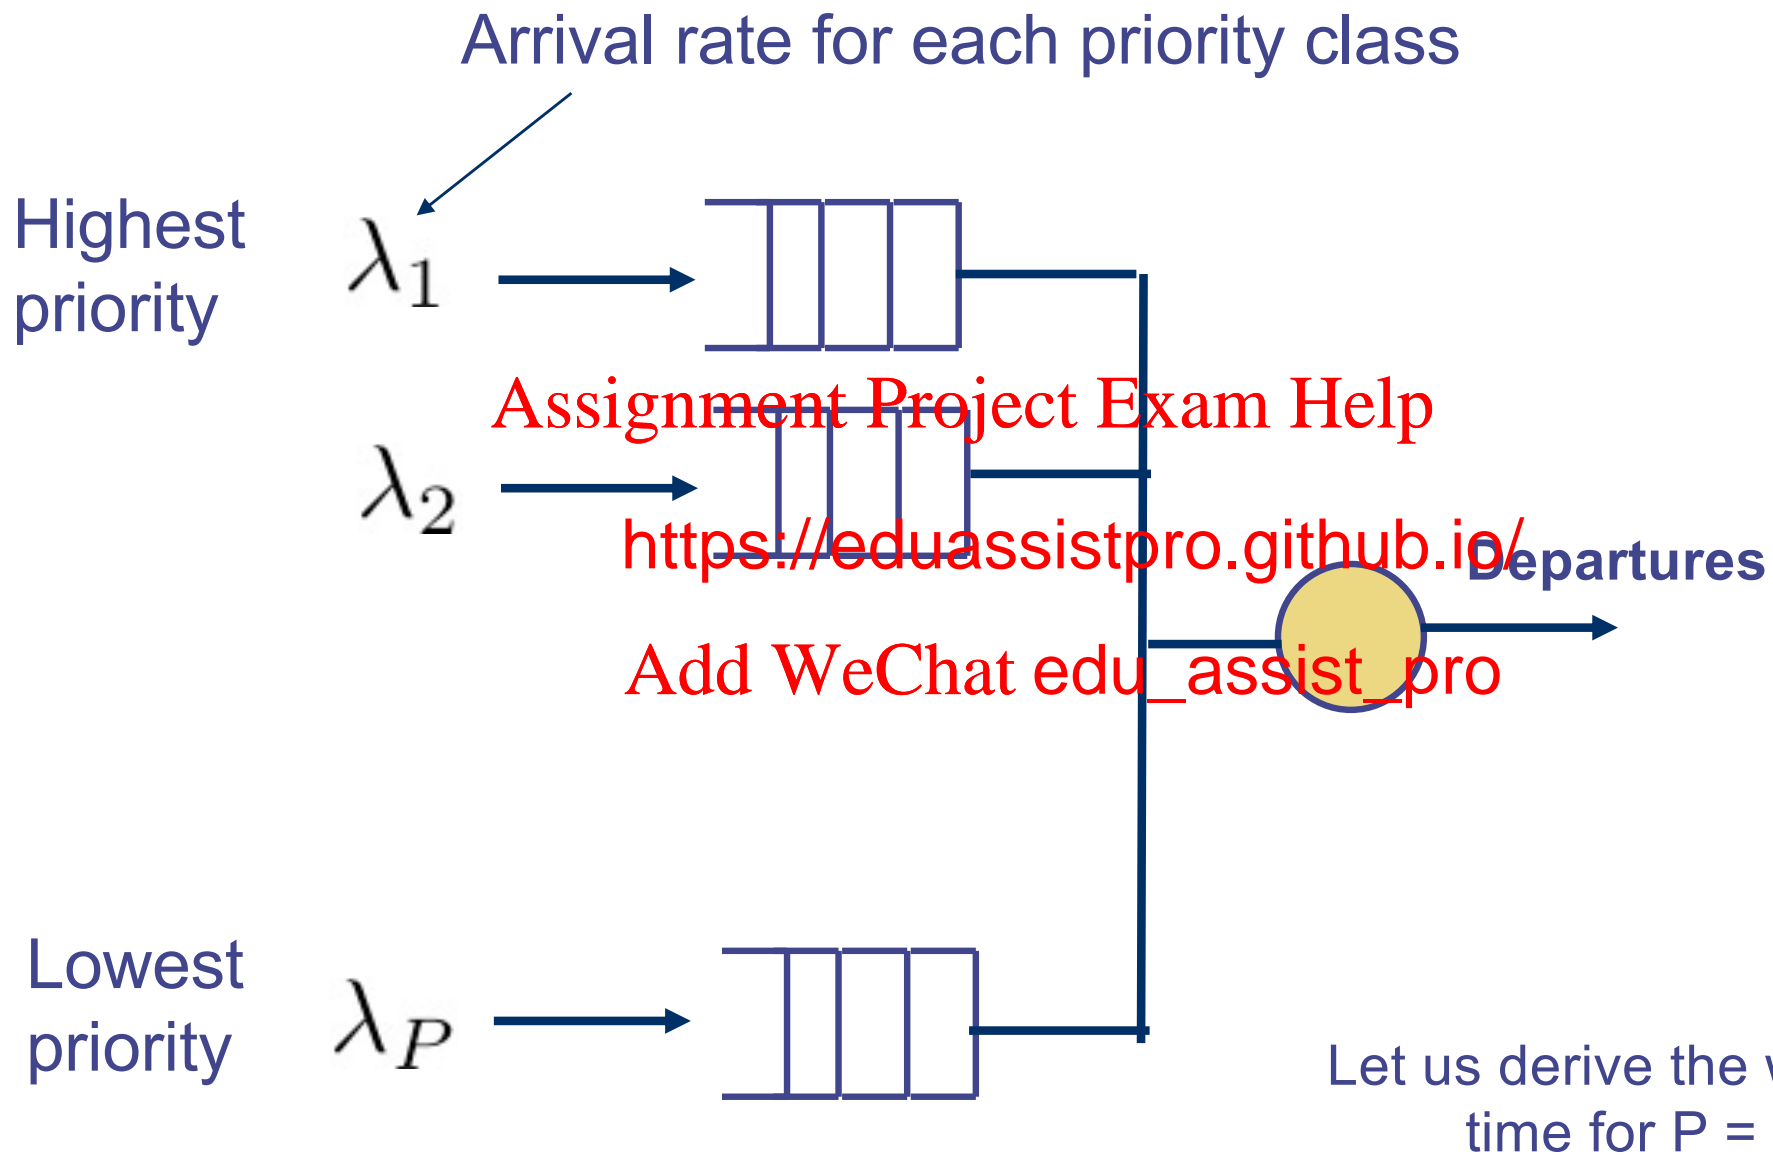 Arrival rate for each priority class
Highest
priority
λ1
Assignment Project Exam Help
λ2
https://eduassistpro.github.io/
Departures
Add WeChat edu_assist_pro
Lowest
priority
λP
Let us derive the
time for P =